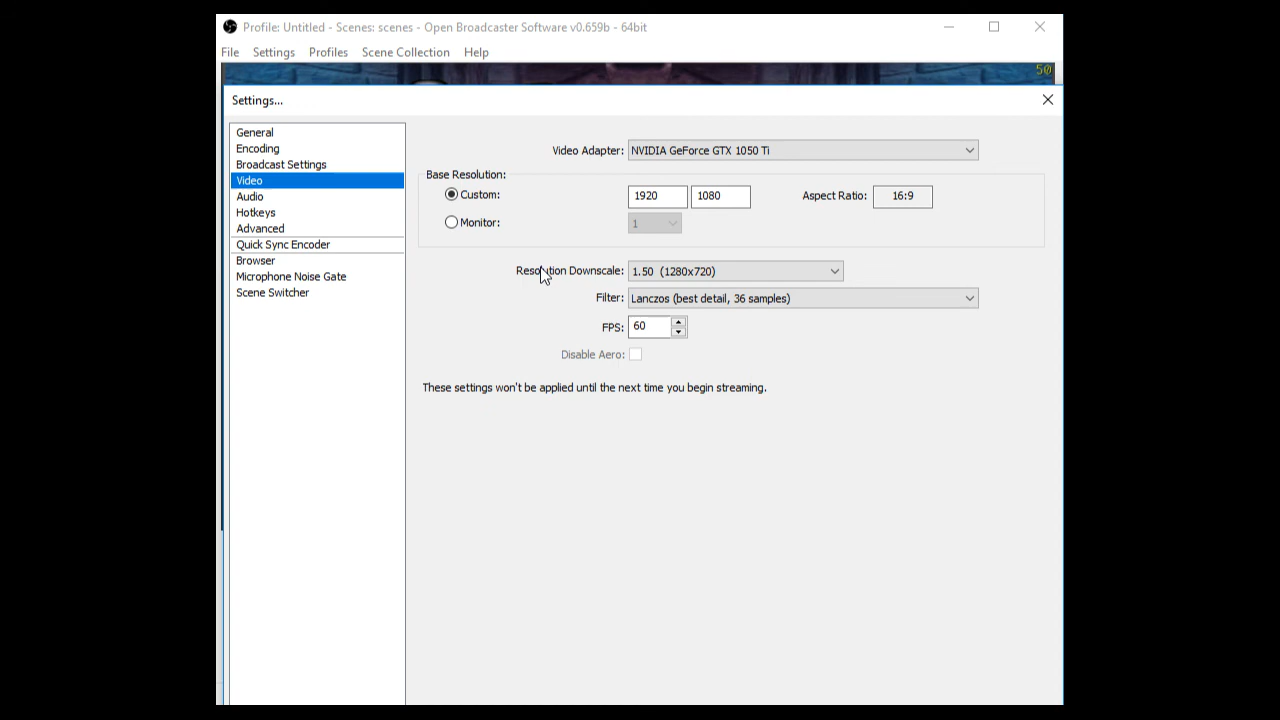 Profile: Untitled - Scenes: scenes - Open Broadcaster Software v0.659b - 64bit
File Settings Profiles Scene Collection Help
50
Settings...
General
Encoding
Broadcast Settings
Video
Audio
Hotkeys
Advanced
Quick Sync Encoder
Browser
Microphone Noise Gate
Scene Switcher
Video Adapter: NVIDIA GeForce GTX 1050 Ti
Base Resolution:
Custom: 1920 1080 Aspect Ratio: 16:9
Monitor: 1
Resolution Downscale: 1.50 (1280x720)
Filter: Lanczos (best detail, 36 samples)
FPS: 60
Disable Aero:
These settings won't be applied until the next time you begin streaming.